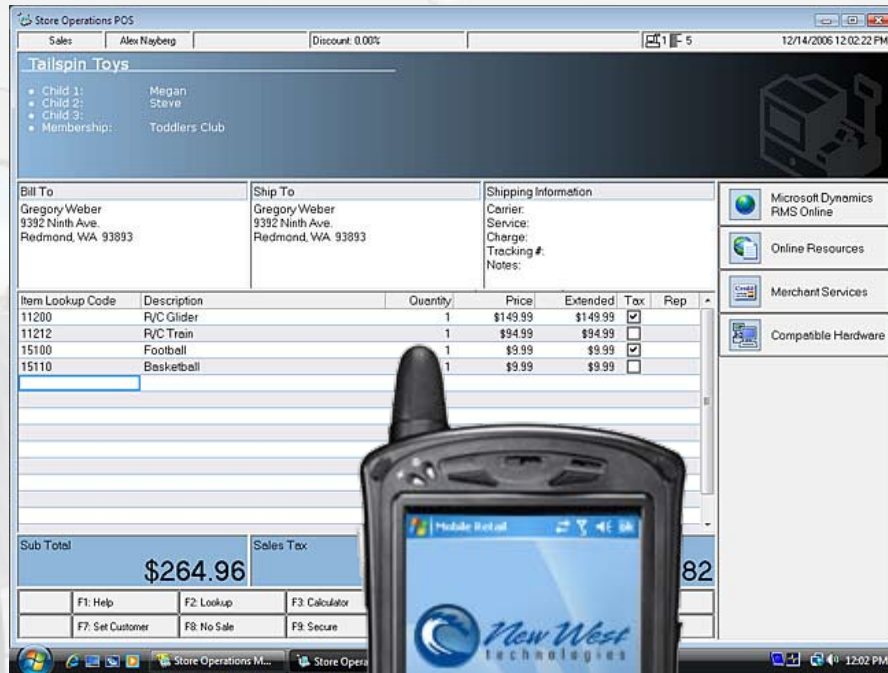 Store Operations POS
Sales Alex Nayberg Discount: 0.00% 1 5 12/14/2006 12:02:22 PM
Tailspin Toys
Child 1: Megan
Child 2: Steve
Child 3:
Membership: Toddlers Club
Bill To Ship To Shipping Information
Gregory Weber Gregory Weber Carrier:
9392 Ninth Ave. 9392 Ninth Ave. Service:
Redmond, WA 93893 Redmond, WA 93893 Charge:
Tracking #:
Notes:
Microsoft Dynamics
RMS Online
Online Resources
Merchant Services
Compatible Hardware
Item Lookup Code Description Quantity Price Extended Tax Rep
11200 R/C Glider 1 $149.99 $149.99
11212 R/C Train 1 $94.99 $94.99
15100 Football 1 $9.99 $9.99
15110 Basketball 1 $9.99 $9.99
Sub Total Sales Tax
$264.96 82
F1: Help F2: Lookup F3: Calculator
F7: Set Customer F8: No Sale F9: Secure
Mobile Retail ok
New West
technologies
Store Operations M... Store Opera 12:02 PM